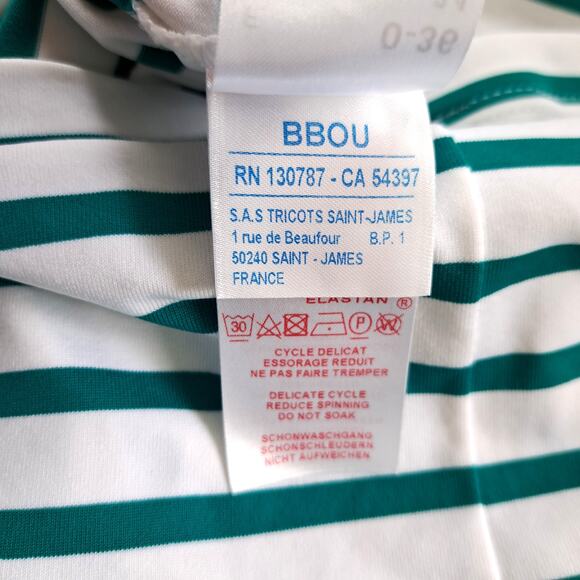 0-36
BBOU
RN 130787 - CA 54397
S.A.S TRICOTS SAINT-JAMES
1 rue de Beaufour B.P. 1
50240 SAINT - JAMES
FRANCE
ELASTAN ®
30 P W
CYCLE DELICAT
ESSORAGE REDUIT
NE PAS FAIRE TREMPER
DELICATE CYCLE
REDUCE SPINNING
DO NOT SOAK
SCHONWASCHGANG
SCHONSCHLEUDERN
NICHT AUFWEICHEN